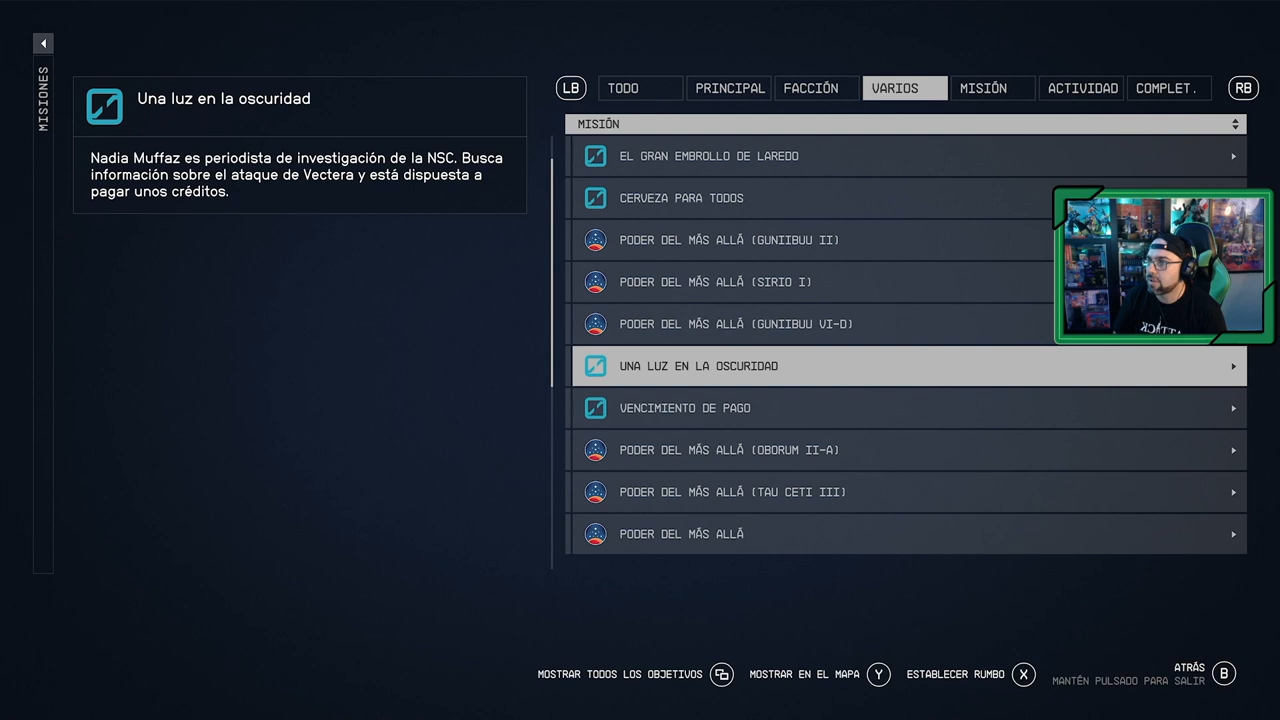 MISIONES
Una luz en la oscuridad
Nadia Muffaz es periodista de investigación de la NSC. Busca
información sobre el ataque de Vectera y está dispuesta a
pagar unos créditos.
LB TODO PRINCIPAL FACCIÓN VARIOS MISIÓN ACTIVIDAD COMPLET. RB
MISIÓN
EL GRAN EMBROLLO DE LAREDO
CERVEZA PARA TODOS
PODER DEL MÁS ALLÁ (GUNIIBUU II)
PODER DEL MÁS ALLÁ (SIRIO I)
PODER DEL MÁS ALLÁ (GUNIIBUU VI-D)
UNA LUZ EN LA OSCURIDAD
VENCIMIENTO DE PAGO
PODER DEL MÁS ALLÁ (OBORUM II-A)
PODER DEL MÁS ALLÁ (TAU CETI III)
PODER DEL MÁS ALLÁ
MOSTRAR TODOS LOS OBJETIVOS MOSTRAR EN EL MAPA Y ESTABLECER RUMBO X ATRÁS B
MANTÉN PULSADO PARA SALIR